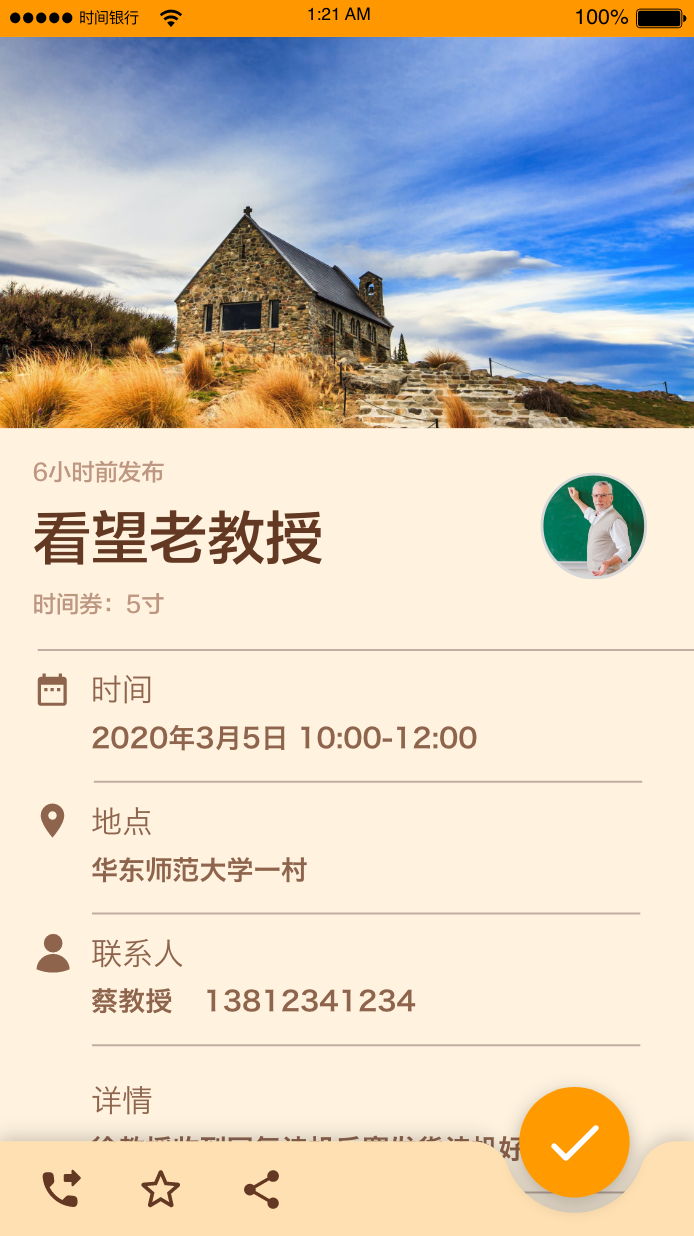 时间银行 1:21 AM 100%
6小时前发布
看望老教授
时间券：5寸
时间
2020年3月5日 10:00-12:00
地点
华东师范大学一村
联系人
蔡教授 13812341234
详情